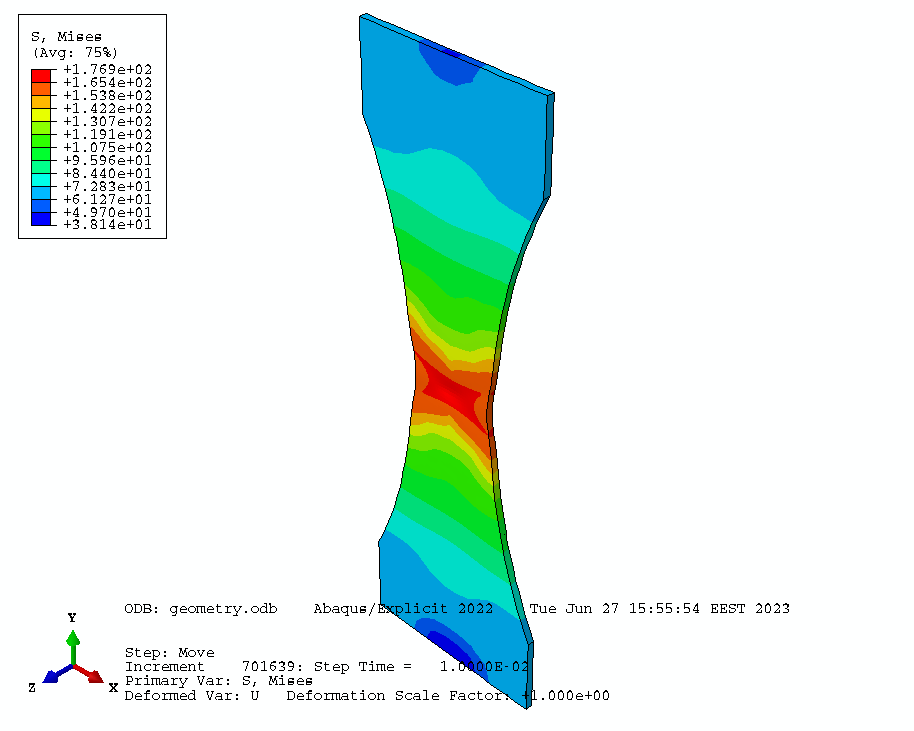 S, Mises
(Avg: 75%)
+1.769e+02
+1.654e+02
+1.538e+02
+1.422e+02
+1.307e+02
+1.191e+02
+1.075e+02
+9.596e+01
+8.440e+01
+7.283e+01
+6.127e+01
+4.970e+01
+3.814e+01
Y
Z
X
ODB: geometry.odb Abaqus/Explicit 2022 Tue Jun 27 15:55:54 EEST 2023
Step: Move
Increment 701639: Step Time = 1.0000E-02
Primary Var: S, Mises
Deformed Var: U Deformation Scale Factor: +1.000e+00